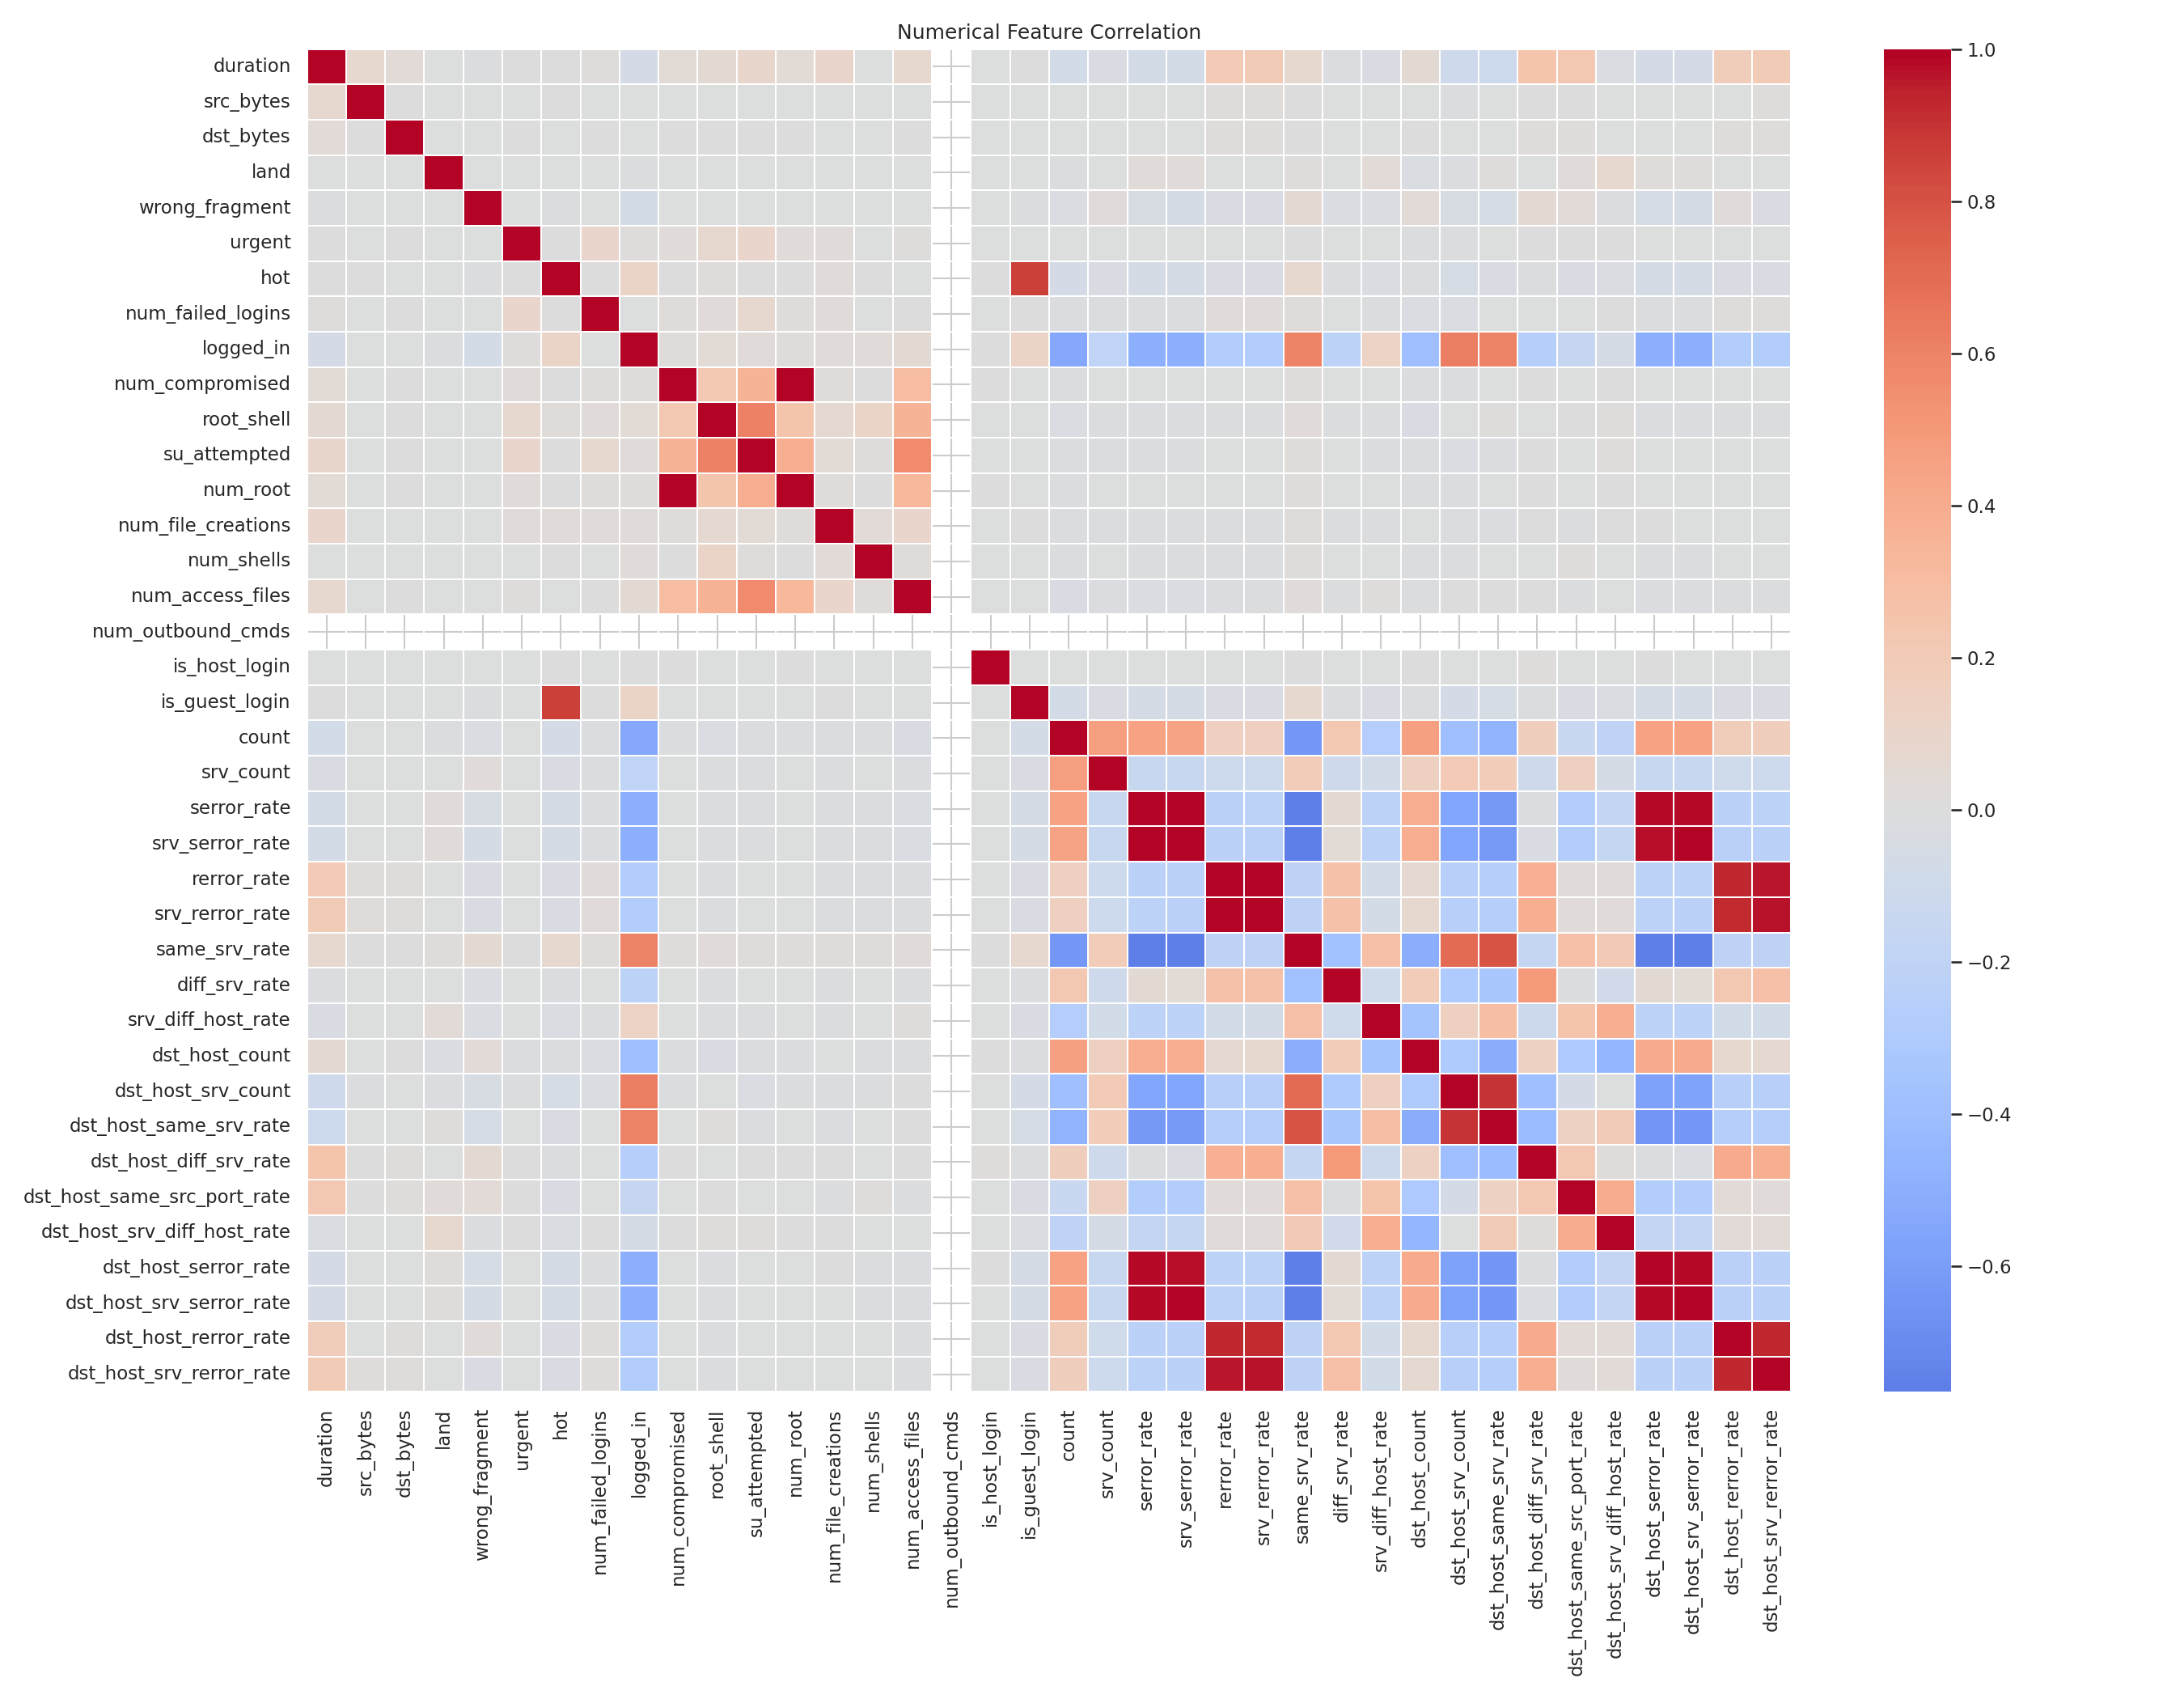 Numerical Feature Correlation
duration
src_bytes
dst_bytes
land
wrong_fragment
urgent
hot
num_failed_logins
logged_in
num_compromised
root_shell
su_attempted
num_root
num_file_creations
num_shells
num_access_files
num_outbound_cmds
is_host_login
is_guest_login
count
srv_count
serror_rate
srv_serror_rate
rerror_rate
srv_rerror_rate
same_srv_rate
diff_srv_rate
srv_diff_host_rate
dst_host_count
dst_host_srv_count
dst_host_same_srv_rate
dst_host_diff_srv_rate
dst_host_same_src_port_rate
dst_host_srv_diff_host_rate
dst_host_serror_rate
dst_host_srv_serror_rate
dst_host_rerror_rate
dst_host_srv_rerror_rate
duration
src_bytes
dst_bytes
land
wrong_fragment
urgent
hot
num_failed_logins
logged_in
num_compromised
root_shell
su_attempted
num_root
num_file_creations
num_shells
num_access_files
num_outbound_cmds
is_host_login
is_guest_login
count
srv_count
serror_rate
srv_serror_rate
rerror_rate
srv_rerror_rate
same_srv_rate
diff_srv_rate
srv_diff_host_rate
dst_host_count
dst_host_srv_count
dst_host_same_srv_rate
dst_host_diff_srv_rate
dst_host_same_src_port_rate
dst_host_srv_diff_host_rate
dst_host_serror_rate
dst_host_srv_serror_rate
dst_host_rerror_rate
dst_host_srv_rerror_rate
1.0
0.8
0.6
0.4
0.2
0.0
−0.2
−0.4
−0.6